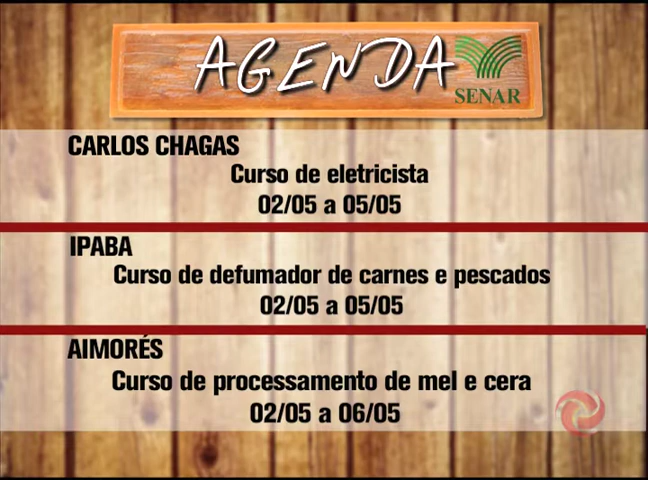 AGENDA
SENAR
CARLOS CHAGAS
Curso de eletricista
02/05 a 05/05
IPABA
Curso de defumador de carnes e pescados
02/05 a 05/05
AIMORÉS
Curso de processamento de mel e cera
02/05 a 06/05